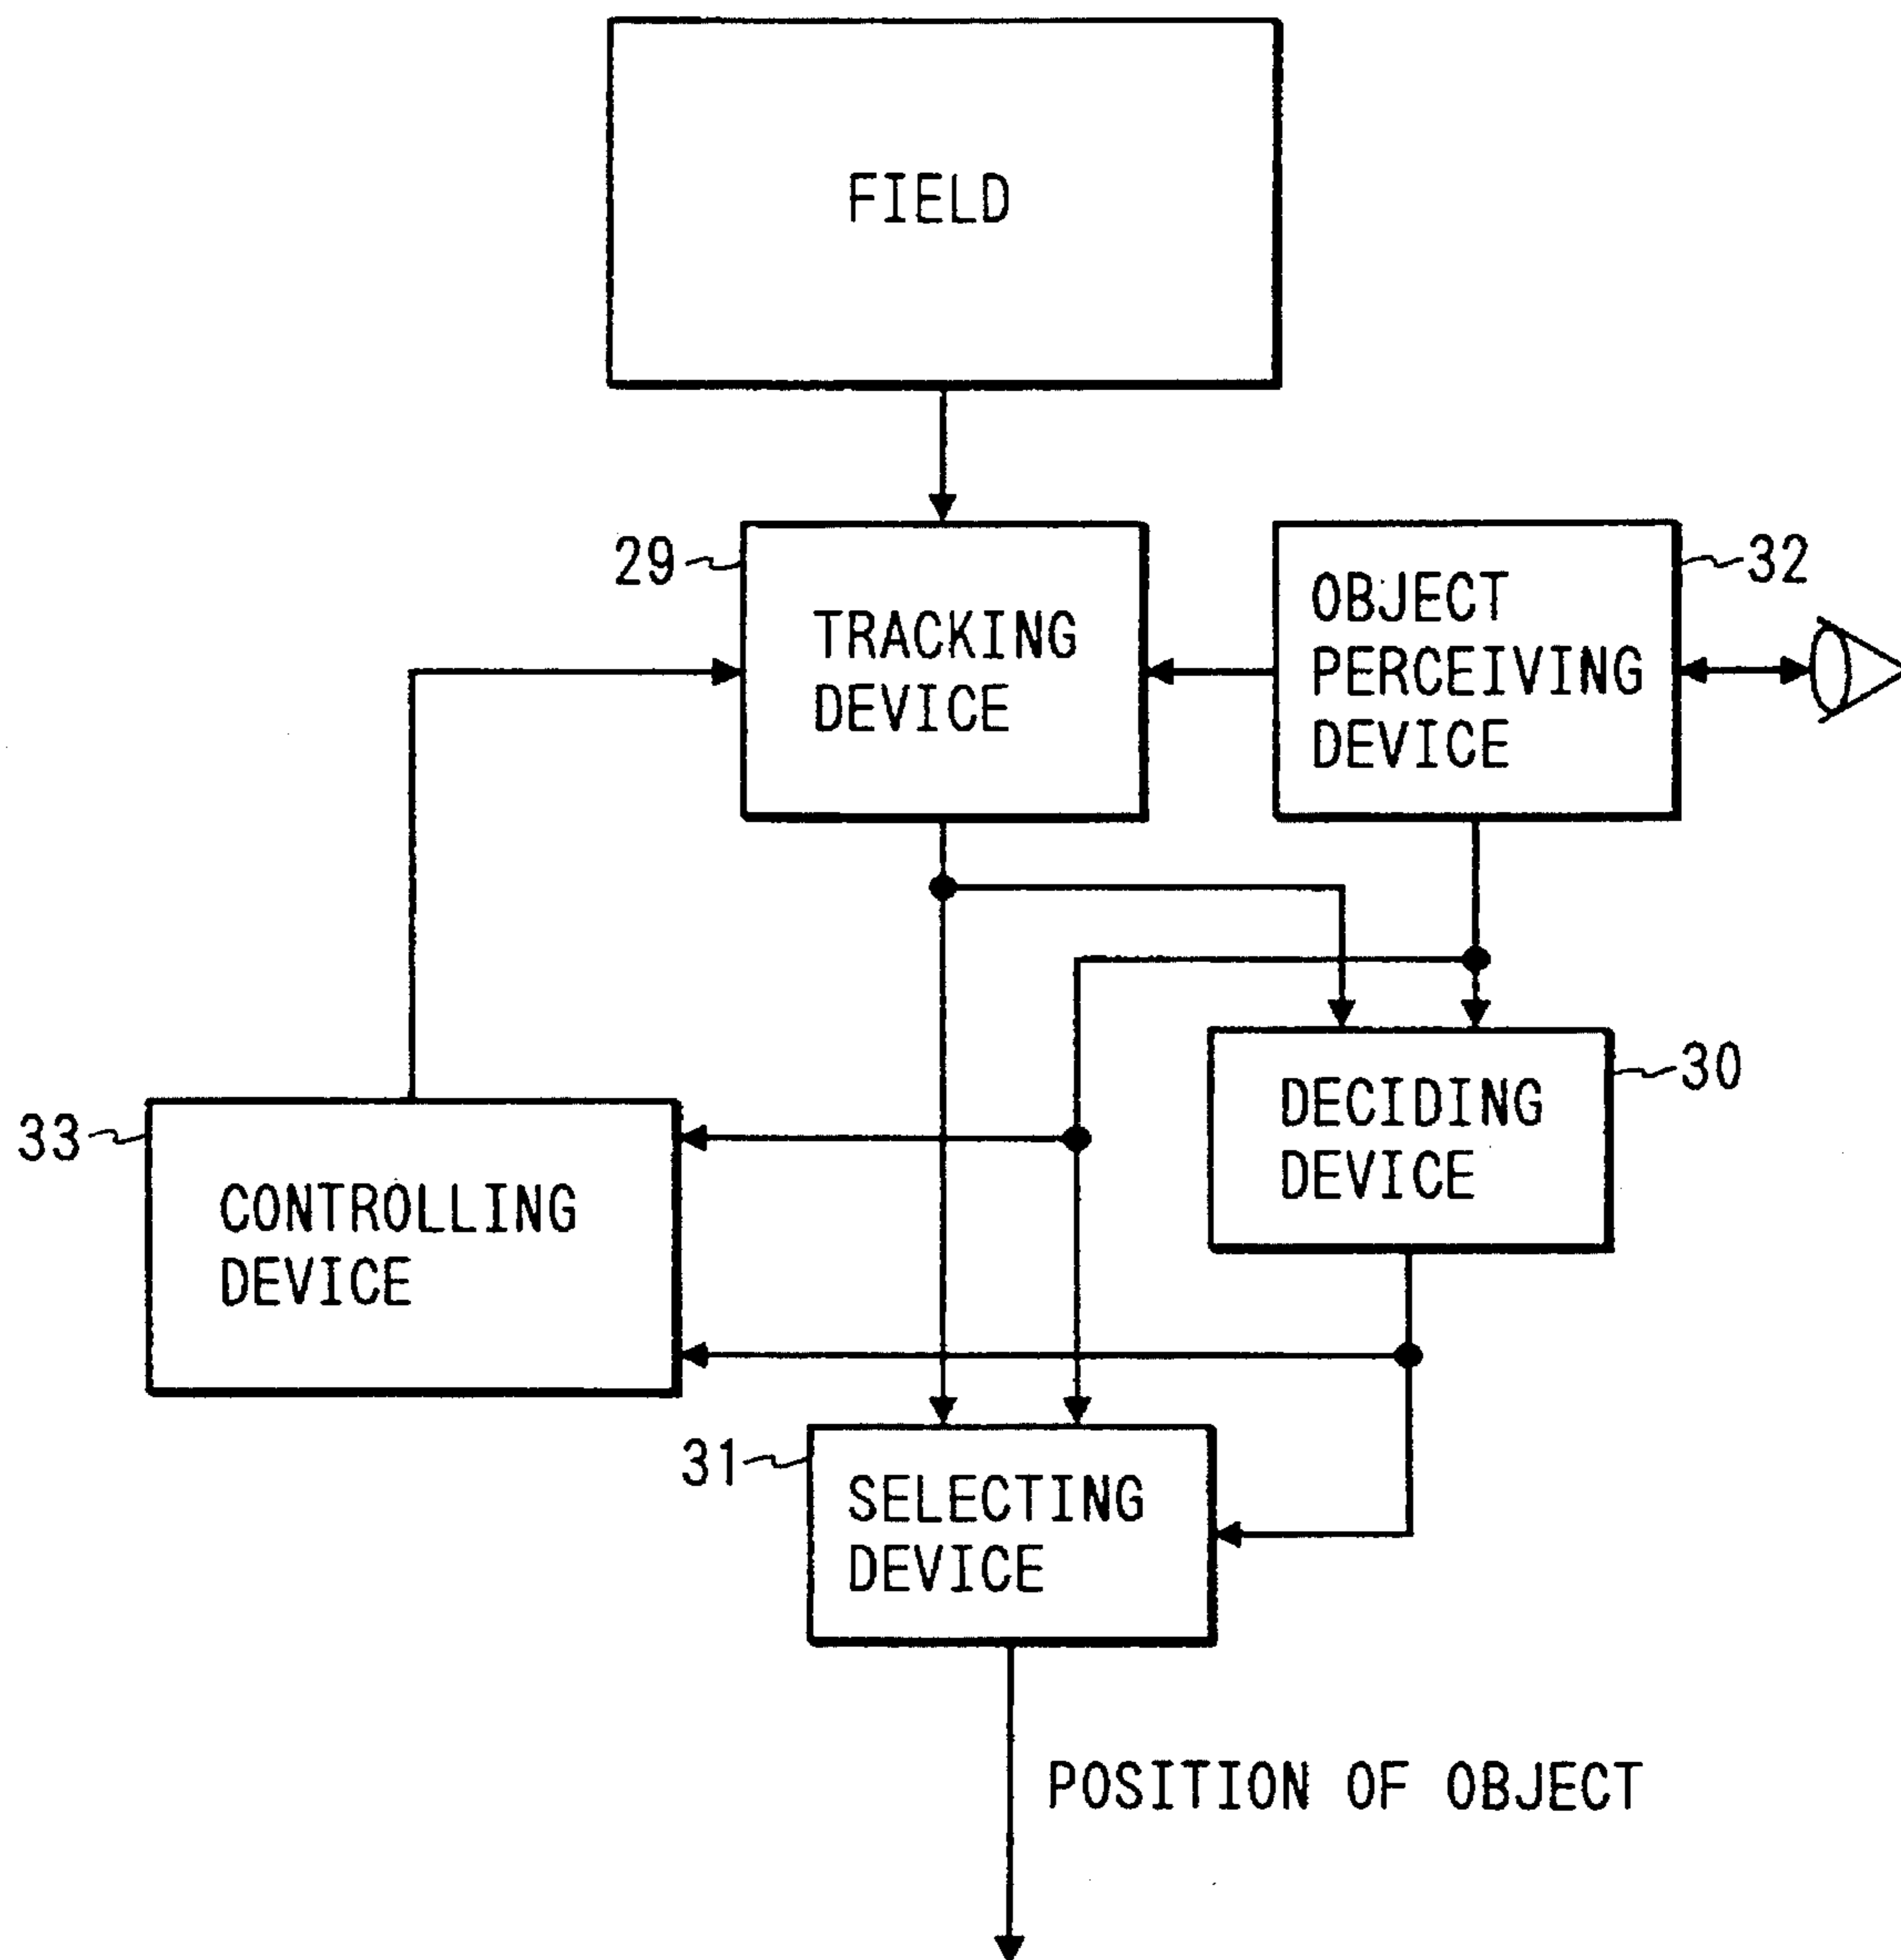 FIELD
29
TRACKING
DEVICE
32
OBJECT
PERCEIVING
DEVICE
30
DECIDING
DEVICE
33
CONTROLLING
DEVICE
31
SELECTING
DEVICE
POSITION OF OBJECT